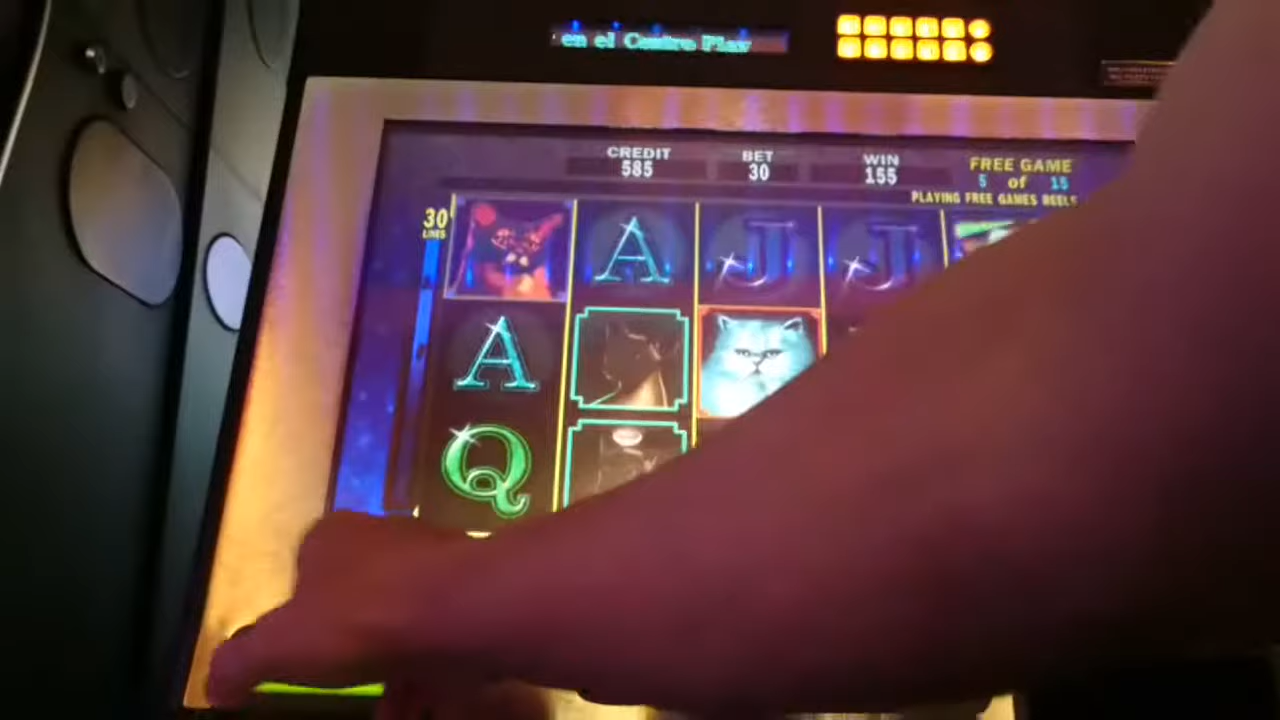 en el Centro Play
CREDIT
585
BET
30
WIN
155
FREE GAME
5 of 15
PLAYING FREE GAMES REELS
30
LINES
A
J
J
A
Q